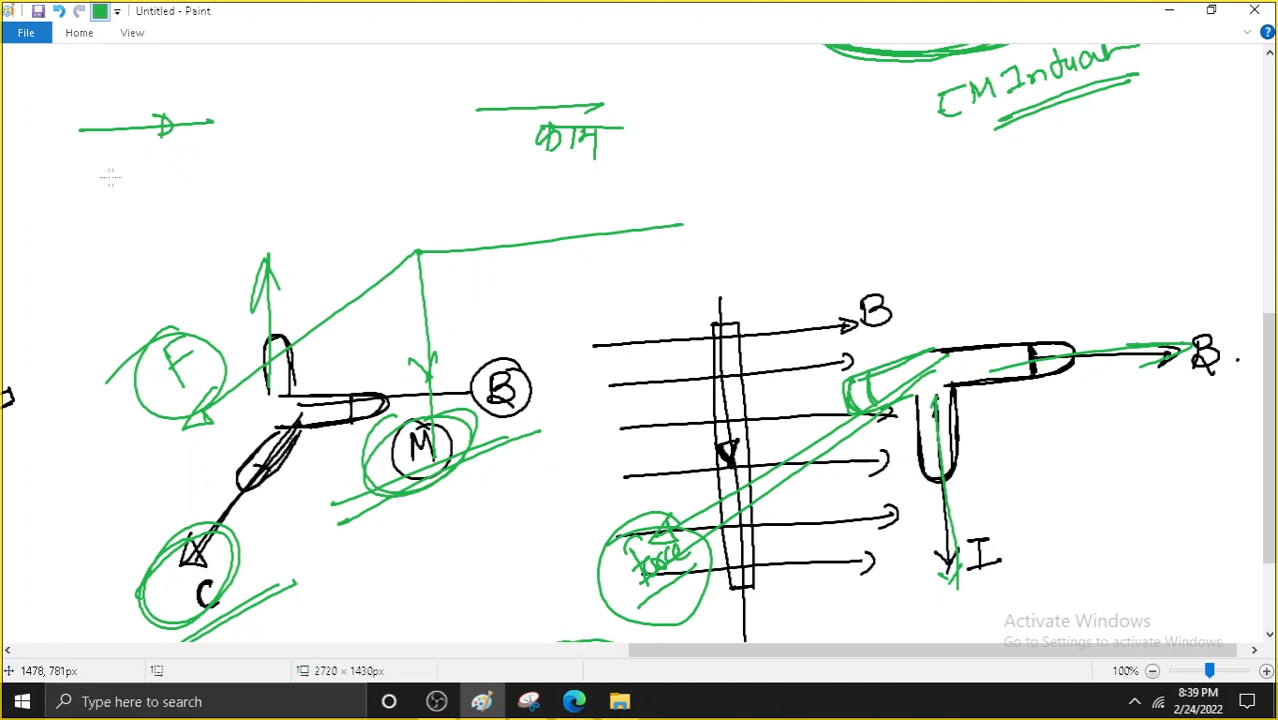 Untitled - Paint
File Home View
EM Induct
D
काम
F
B
M
C
B
B
force
I
Activate Windows
Go to Settings to activate Windows.
1478, 781px
2720 × 1430px
100%
Type here to search
8:39 PM
2/24/2022